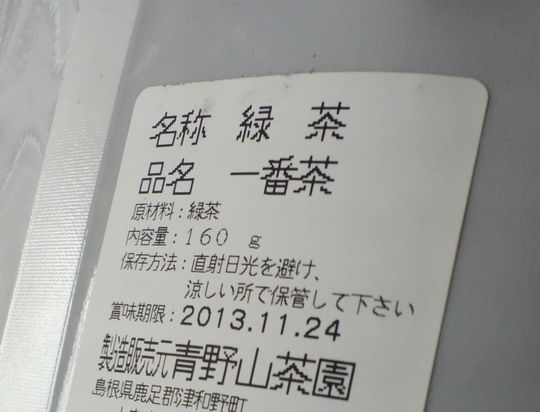 名称 緑 茶
品名 一番茶
原材料：緑茶
内容量：160 g
保存方法：直射日光を避け、
涼しい所で保管して下さい
賞味期限：2013.11.24
製造販売元青野山茶園
島根県鹿足郡津和野町